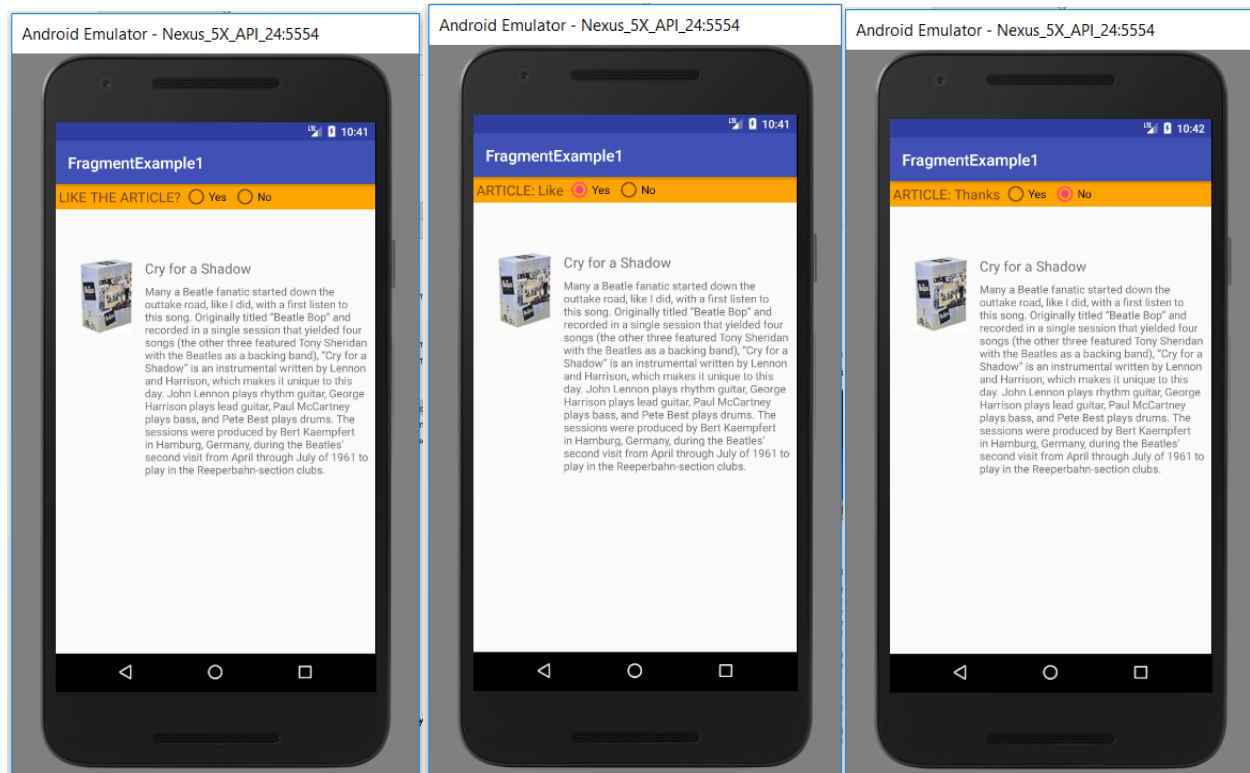 Android Emulator - Nexus_5X_API_24:5554
10:41
FragmentExample1
LIKE THE ARTICLE? Yes No
Cry for a Shadow
Many a Beatle fanatic started down the
outtake road, like I did, with a first listen to
this song. Originally titled “Beatle Bop” and
recorded in a single session that yielded four
songs (the other three featured Tony Sheridan
with the Beatles as a backing band), “Cry for a
Shadow” is an instrumental written by Lennon
and Harrison, which makes it unique to this
day. John Lennon plays rhythm guitar, George
Harrison plays lead guitar, Paul McCartney
plays bass, and Pete Best plays drums. The
sessions were produced by Bert Kaempfert
in Hamburg, Germany, during the Beatles’
second visit from April through July of 1961 to
play in the Reeperbahn-section clubs.
Android Emulator - Nexus_5X_API_24:5554
LTE 10:41
FragmentExample1
ARTICLE: Like Yes No
Cry for a Shadow
Many a Beatle fanatic started down the
outtake road, like I did, with a first listen to
this song. Originally titled “Beatle Bop” and
recorded in a single session that yielded four
songs (the other three featured Tony Sheridan
with the Beatles as a backing band), “Cry for a
Shadow” is an instrumental written by Lennon
and Harrison, which makes it unique to this
day. John Lennon plays rhythm guitar, George
Harrison plays lead guitar, Paul McCartney
plays bass, and Pete Best plays drums. The
sessions were produced by Bert Kaempfert
in Hamburg, Germany, during the Beatles’
second visit from April through July of 1961 to
play in the Reeperbahn-section clubs.
Android Emulator - Nexus_5X_API_24:5554
LTE 10:42
FragmentExample1
ARTICLE: Thanks Yes No
Cry for a Shadow
Many a Beatle fanatic started down the
outtake road, like I did, with a first listen to
this song. Originally titled “Beatle Bop” and
recorded in a single session that yielded four
songs (the other three featured Tony Sheridan
with the Beatles as a backing band), “Cry for a
Shadow” is an instrumental written by Lennon
and Harrison, which makes it unique to this
day. John Lennon plays rhythm guitar, George
Harrison plays lead guitar, Paul McCartney
plays bass, and Pete Best plays drums. The
sessions were produced by Bert Kaempfert
in Hamburg, Germany, during the Beatles’
second visit from April through July of 1961 to
play in the Reeperbahn-section clubs.